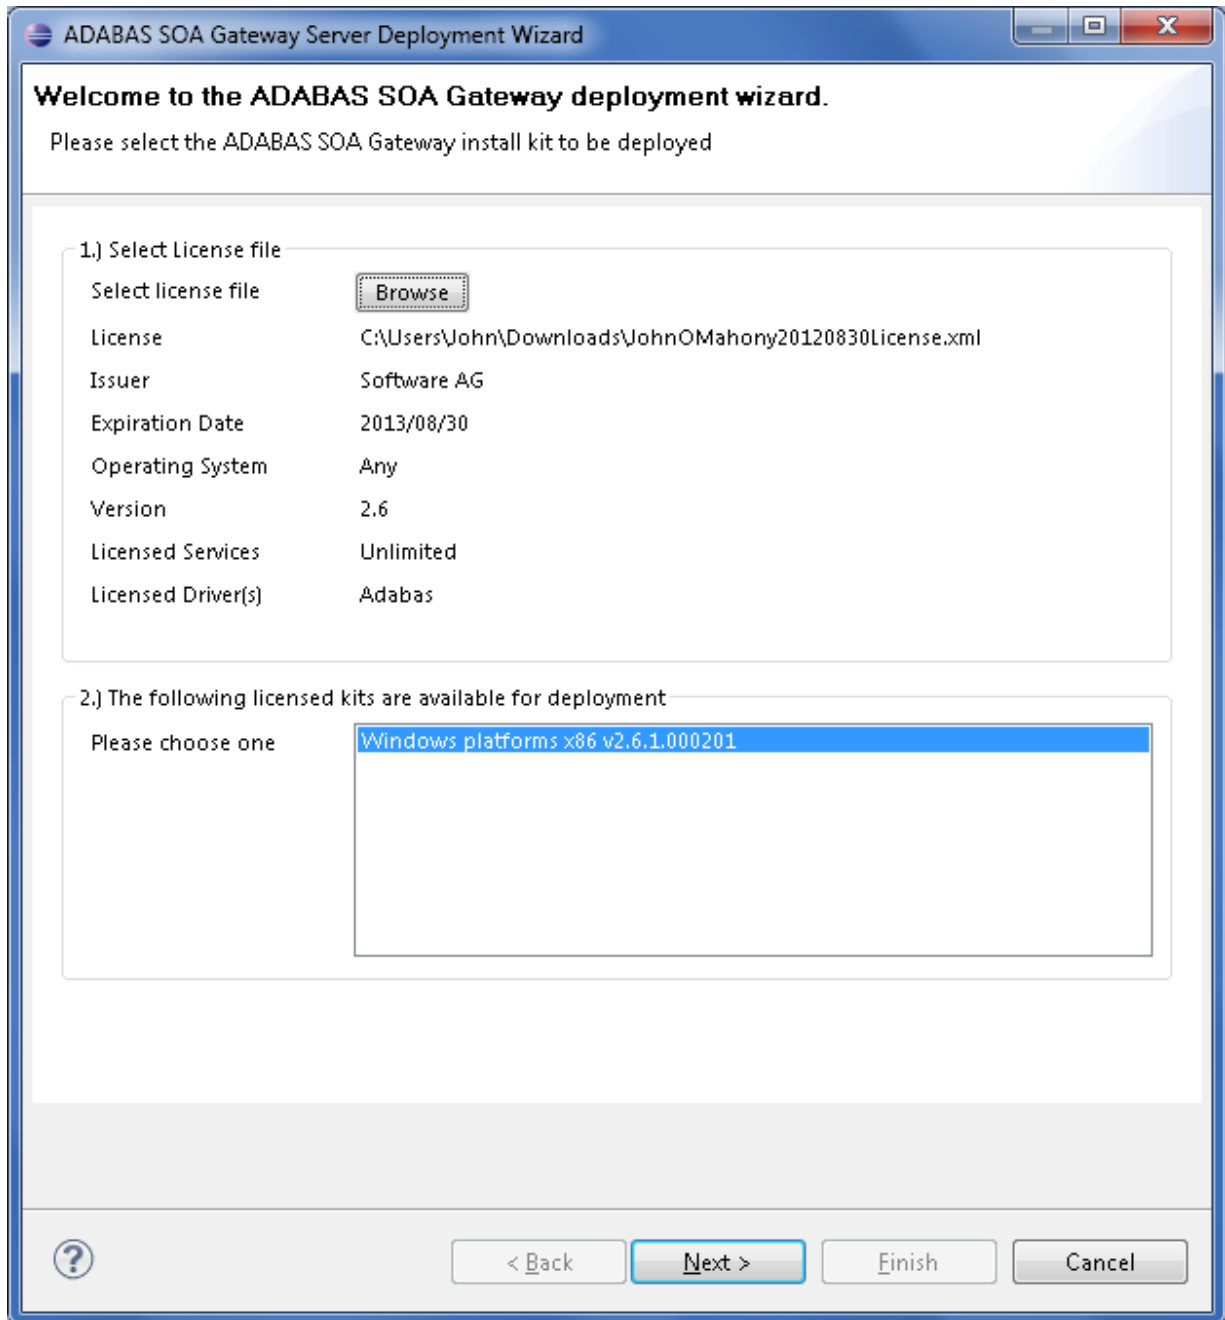 ADABAS SOA Gateway Server Deployment Wizard
Welcome to the ADABAS SOA Gateway deployment wizard.
Please select the ADABAS SOA Gateway install kit to be deployed
1.) Select License file
Select license file Browse
License C:\Users\John\Downloads\JohnOMahony20120830License.xml
Issuer Software AG
Expiration Date 2013/08/30
Operating System Any
Version 2.6
Licensed Services Unlimited
Licensed Driver(s) Adabas
2.) The following licensed kits are available for deployment
Please choose one Windows platforms x86 v2.6.1.000201
? < Back Next > Finish Cancel